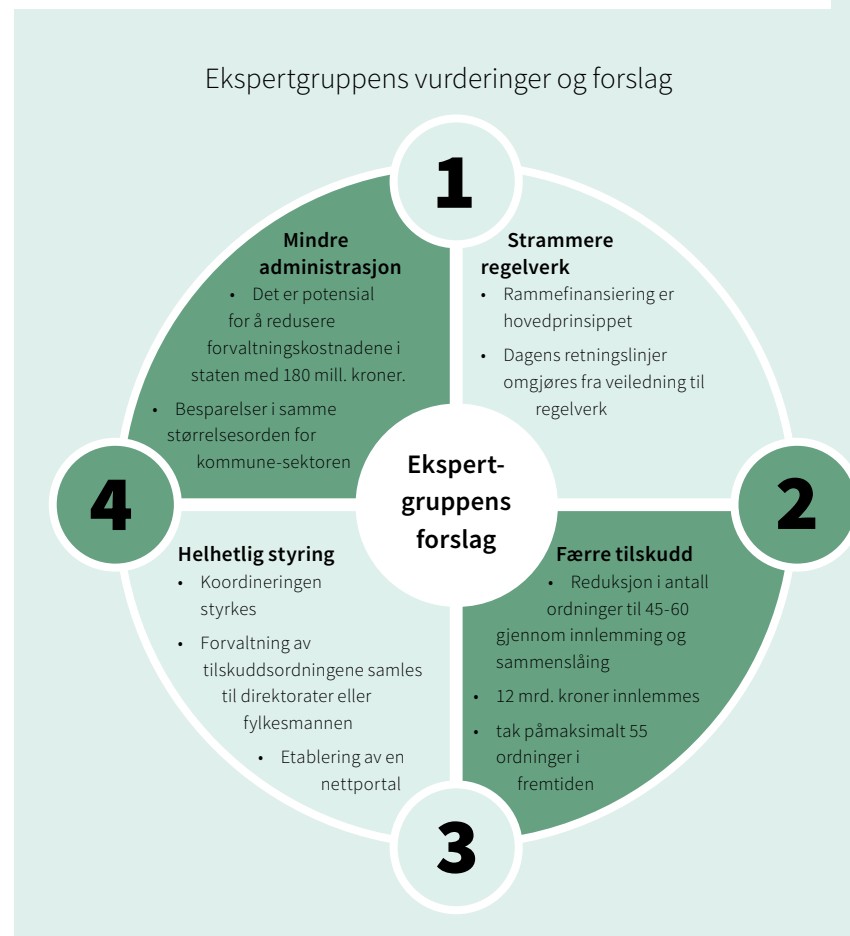 Ekspertgruppens vurderinger og forslag
1
Strammere
regelverk
• Rammefinansiering er
hovedprinsippet
• Dagens retningslinjer
omgjøres fra veiledning til
regelverk
2
Færre tilskudd
• Reduksjon i antall
ordninger til 45-60
gjennom innlemming og
sammenslåing
• 12 mrd. kroner innlemmes
• tak påmaksimalt 55
ordninger i
fremtiden
3
Helhetlig styring
• Koordineringen
styrkes
• Forvaltning av
tilskuddsordningene samles
til direktorater eller
fylkesmannen
• Etablering av en
nettportal
4
Mindre
administrasjon
• Det er potensial
for å redusere
forvaltningskostnadene i
staten med 180 mill. kroner.
• Besparelser i samme
størrelsesorden for
kommune-sektoren
Ekspert-
gruppens
forslag